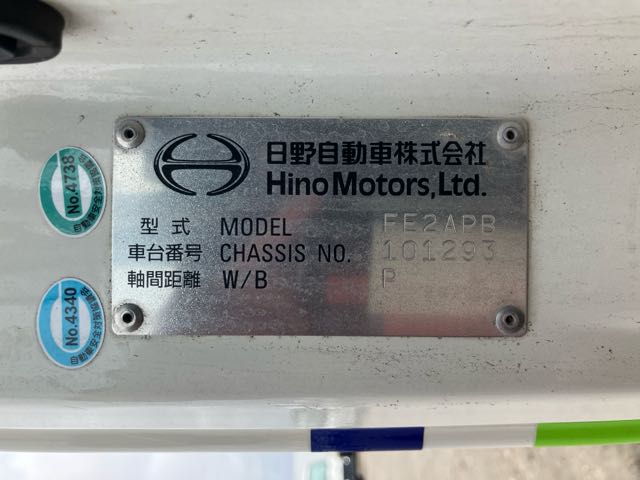 日野自動車株式会社
Hino Motors, Ltd.
型式 MODEL FE2APB
車台番号 CHASSIS NO. 101293
軸間距離 W/B P
No.4738
No.4340